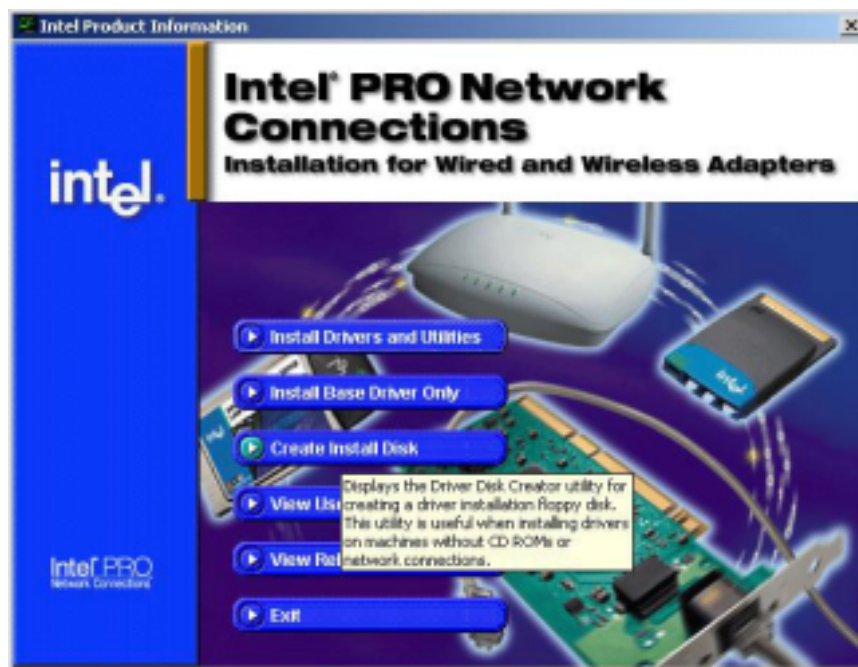 Intel Product Information
Intel® PRO Network
Connections
Installation for Wired and Wireless Adapters
intel.
Install Drivers and Utilities
Install Base Driver Only
intel
Create Install Disk
Displays the Driver Disk Creator utility for
creating a driver installation floppy disk.
This utility is useful when installing drivers
on machines without CD ROMs or
network connections.
View
View
Intel PRO
Network Connections
Exit